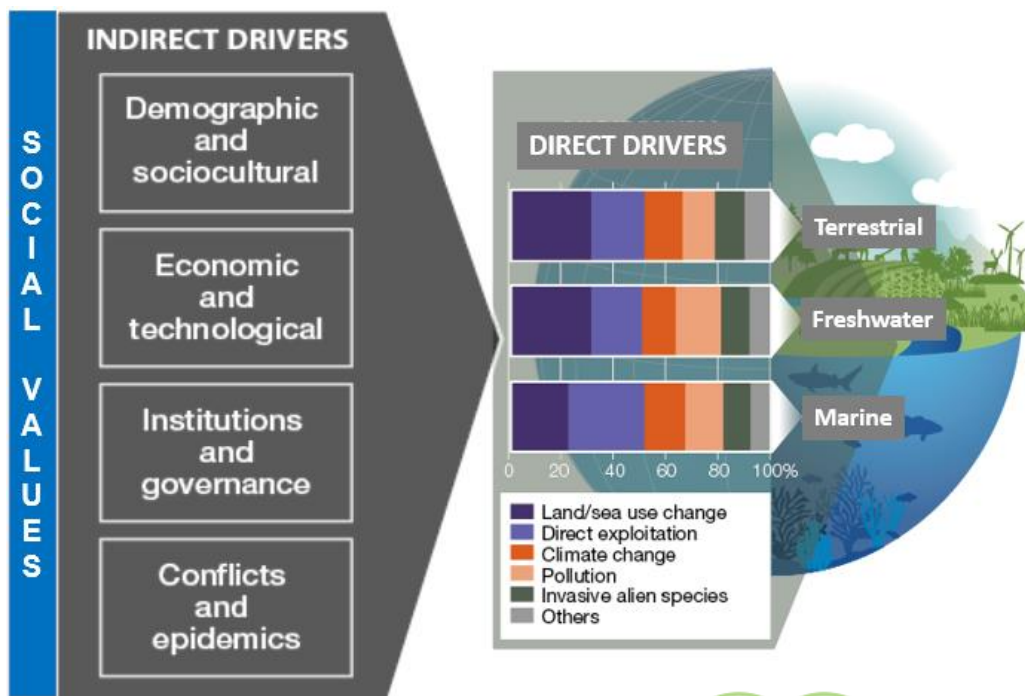 SOCIAL VALUES
INDIRECT DRIVERS
Demographic
and
sociocultural
Economic
and
technological
Institutions
and
governance
Conflicts
and
epidemics
DIRECT DRIVERS
Terrestrial
Freshwater
Marine
0 20 40 60 80 100%
Land/sea use change
Direct exploitation
Climate change
Pollution
Invasive alien species
Others